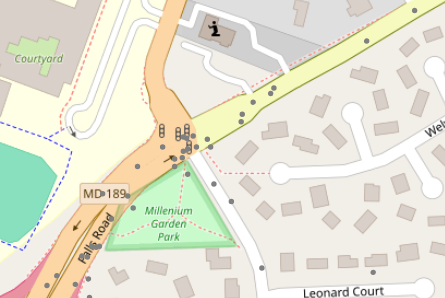 Courtyard
MD 189
Millenium
Garden
Park
Falls Road
Leonard Court